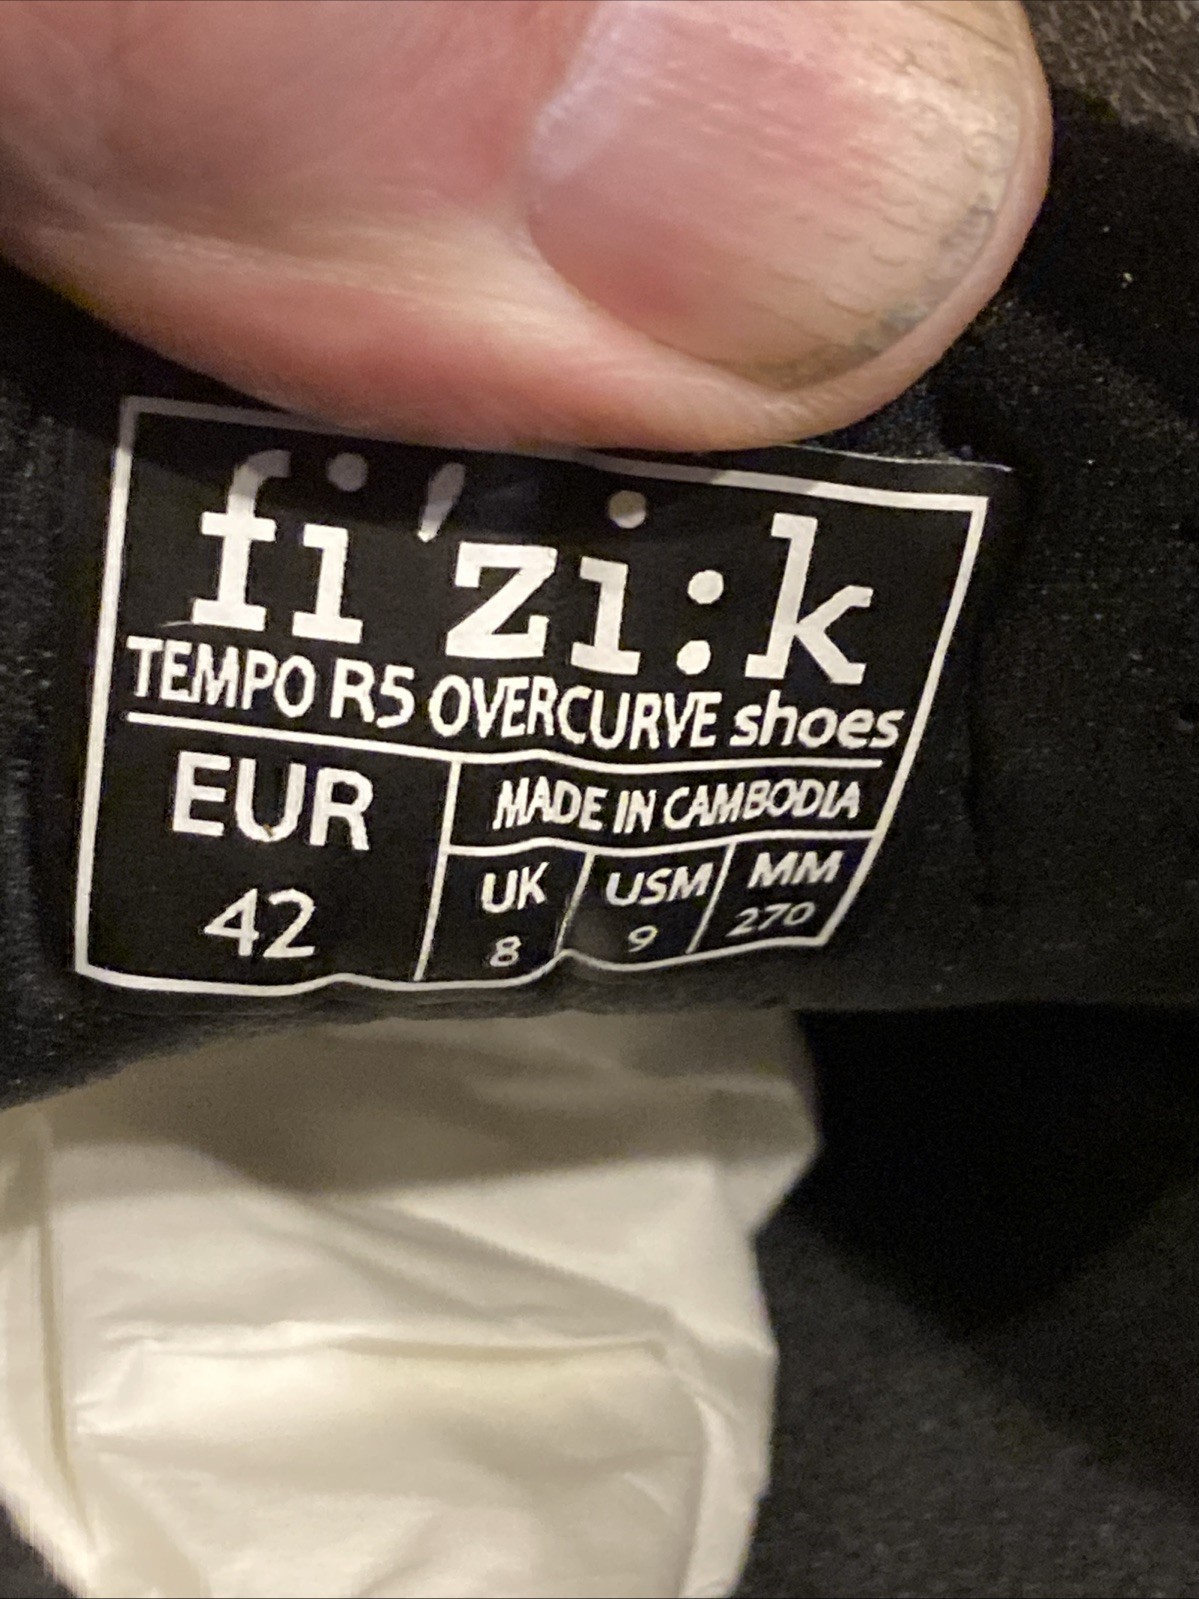 fi'zi:k
TEMPO R5 OVERCURVE shoes
EUR
42
MADE IN CAMBODIA
UK USM MM
8 9 270